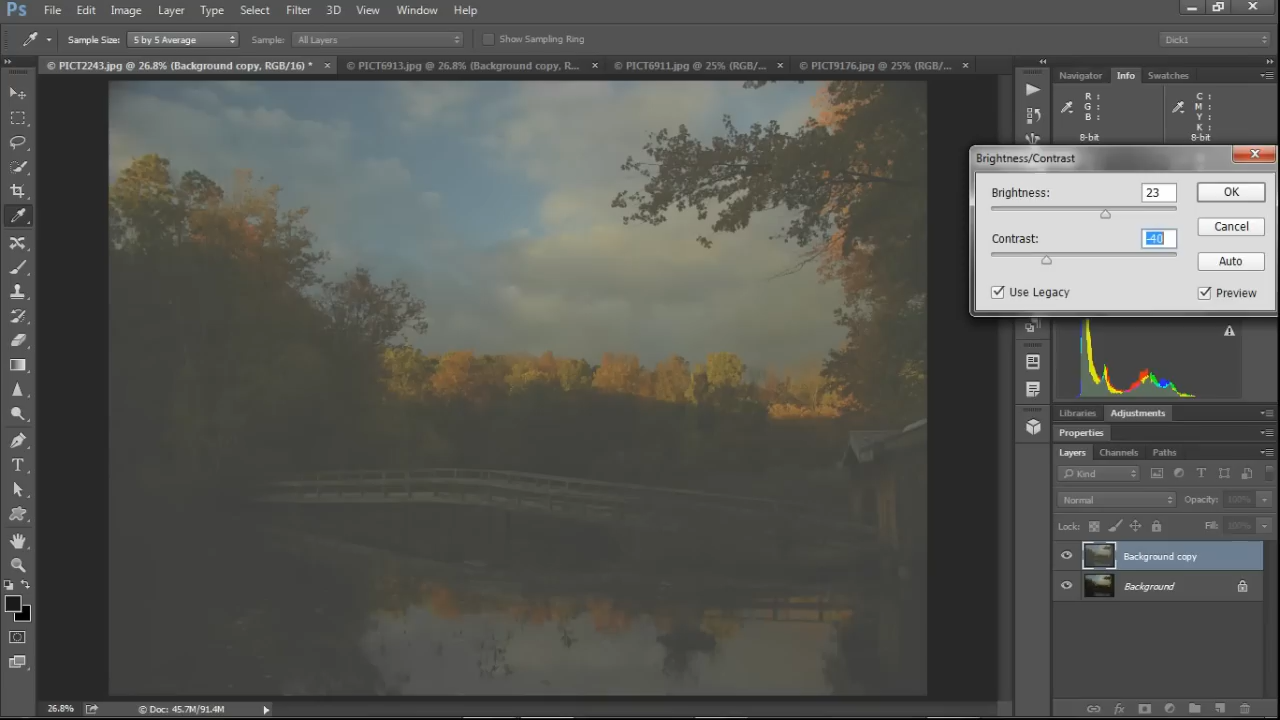 Ps File Edit Image Layer Type Select Filter 3D View Window Help
Sample Size: 5 by 5 Average Sample: All Layers Show Sampling Ring Dick1
PICT2243.jpg @ 26.8% (Background copy, RGB/16) * × PICT6913.jpg @ 26.8% (Background copy, R... × PICT6911.jpg @ 25% (RGB/... × PICT9176.jpg @ 25% (RGB/... ×
Navigator Info Swatches
R : C :
G : M :
B : Y :
K :
8-bit 8-bit
Brightness/Contrast
Brightness: 23 OK
Cancel
Contrast: -40
Auto
Use Legacy Preview
Libraries Adjustments
Properties
Layers Channels Paths
Kind
Normal Opacity: 100%
Lock: Fill: 100%
Background copy
Background
26.8% Doc: 45.7M/91.4M